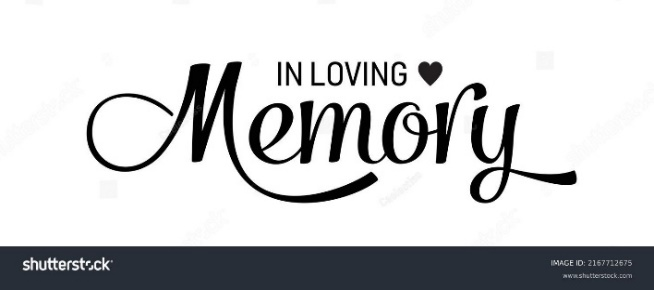 IN LOVING ♥
Memory
shutterstock
IMAGE ID: 2167712675
www.shutterstock.com